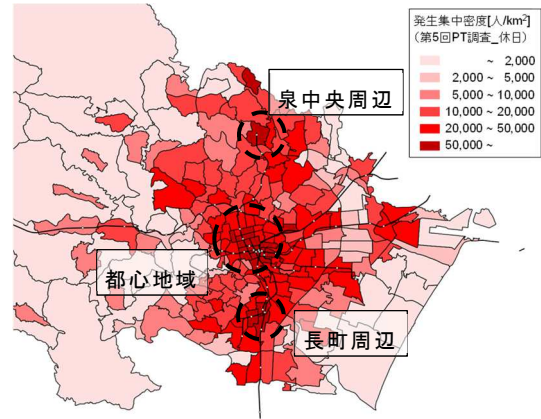 発生集中密度[人/km²]
（第5回PT調査_休日）
~ 2,000
2,000 ~ 5,000
5,000 ~ 10,000
10,000 ~ 20,000
20,000 ~ 50,000
50,000 ~
泉中央周辺
都心地域
長町周辺